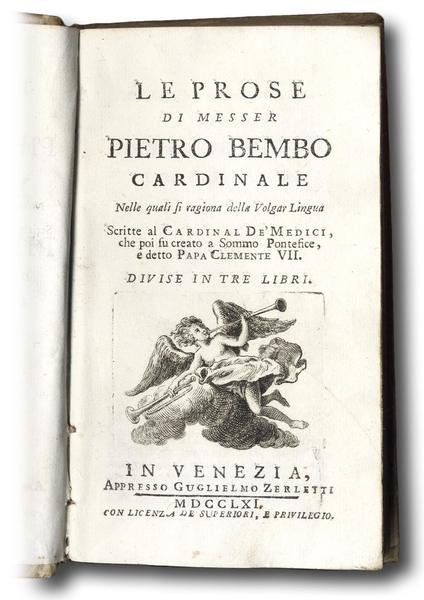 LE PROSE
DI MESSER
PIETRO BEMBO
CARDINALE
Nelle quali si ragiona della Volgar Lingua
Scritte al CARDINAL DE' MEDICI,
che poi fu creato a Sommo Pontefice,
e detto PAPA CLEMENTE VII.
DIVISE IN TRE LIBRI.
IN VENEZIA,
APPRESSO GUGLIELMO ZERLETTI
MDCCLXI.
CON LICENZA DE' SUPERIORI, E PRIVILEGIO.